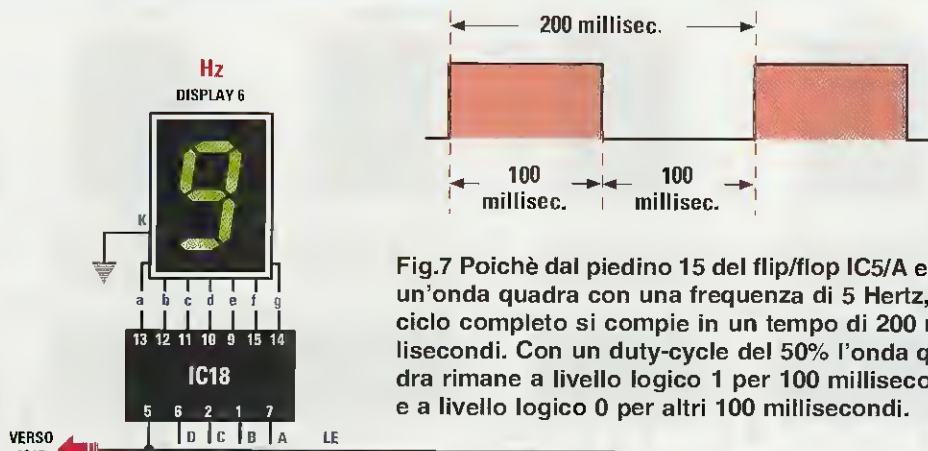 200 millisec.
Hz
DISPLAY 6
100
millisec.
100
millisec.
K
a b c d e f g
13 12 11 10 9 15 14
IC18
5 6 2 1 7
D C B A LE
VERSO
Fig.7 Poichè dal piedino 15 del flip/flop IC5/A e
un'onda quadra con una frequenza di 5 Hertz,
ciclo completo si compie in un tempo di 200
lisecondi. Con un duty-cycle del 50% l'onda
dra rimane a livello logico 1 per 100
e a livello logico 0 per altri 100 millisecondi.